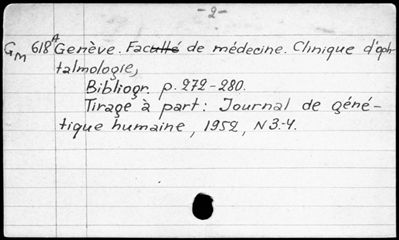 - 2 -
G M 618 A Genève. Faculté de médecine. Clinique d'oph
talmologie,
Bibliogr. p. 272-280.
Tirage à part: Journal de géné-
tique humaine, 1952, N 3-4.